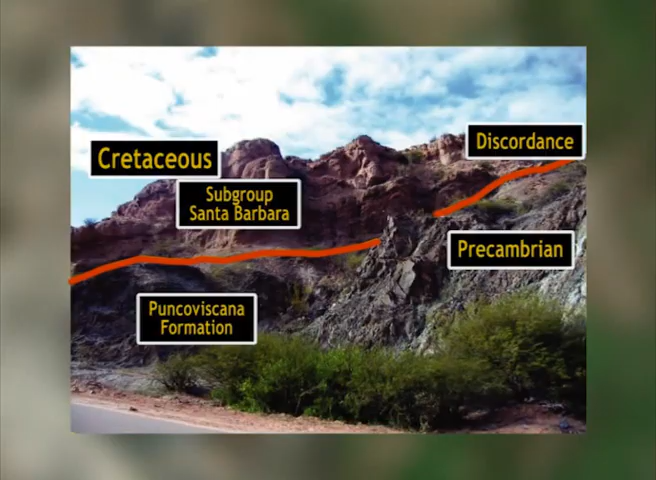 Cretaceous
Discordance
Subgroup
Santa Barbara
Precambrian
Puncoviscana
Formation